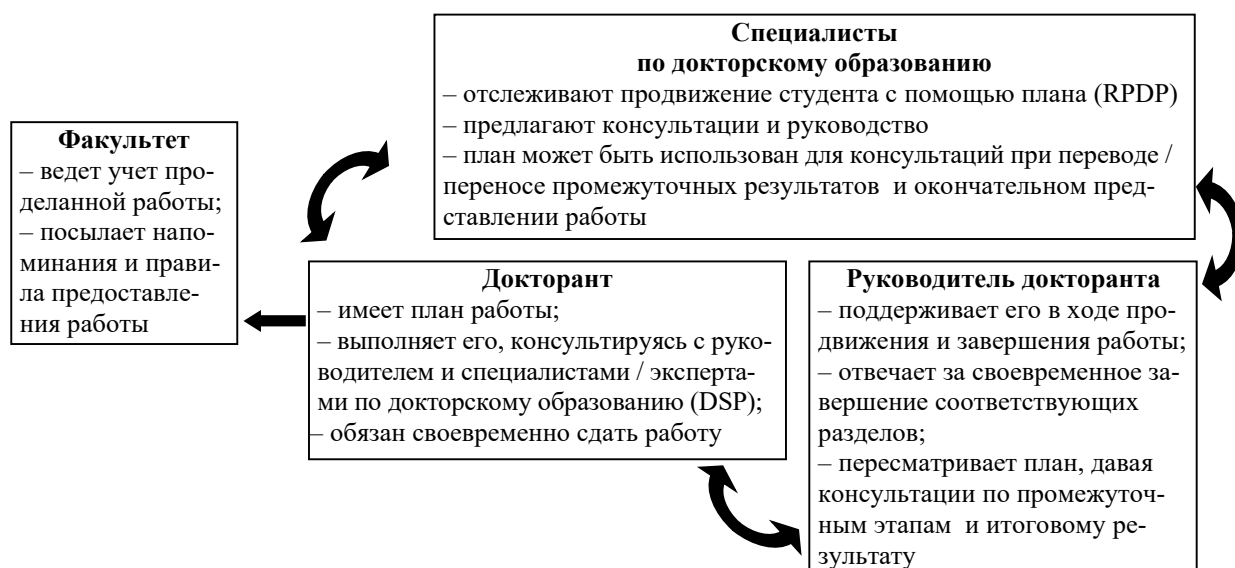 Специалисты
по докторскому образованию
– отслеживают продвижение студента с помощью плана (RPDP)
– предлагают консультации и руководство
– план может быть использован для консультаций при переводе /
переносе промежуточных результатов и окончательном пред-
ставлении работы
Факультет
– ведет учет про-
деланной работы;
– посылает напо-
минания и прави-
ла предоставле-
ния работы
Докторант
– имеет план работы;
– выполняет его, консультируясь с руко-
водителем и специалистами / эксперта-
ми по докторскому образованию (DSP);
– обязан своевременно сдать работу
Руководитель докторанта
– поддерживает его в ходе про-
движения и завершения работы;
– отвечает за своевременное за-
вершение соответствующих
разделов;
– пересматривает план, давая
консультации по промежуточ-
ным этапам и итоговому ре-
зультату